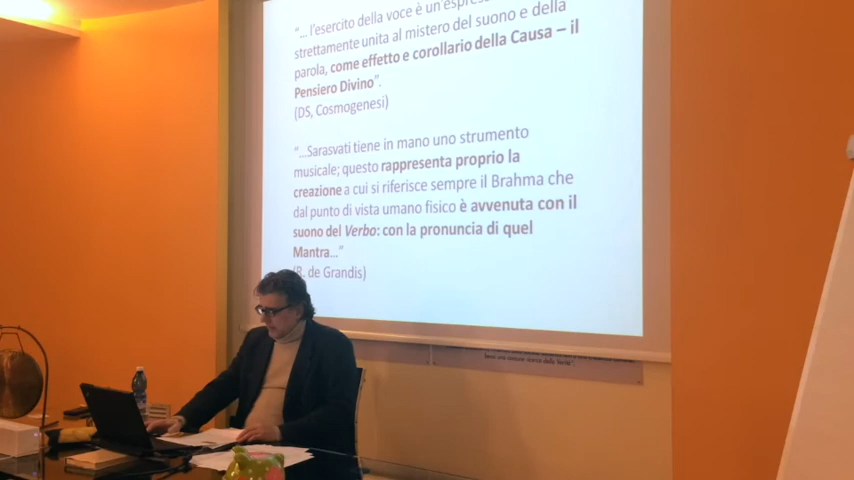 "... l'esercito della voce è un'espres
strettamente unita al mistero del suono e della
parola, come effetto e corollario della Causa – il
Pensiero Divino".
(DS, Cosmogenesi)
"...Sarasvati tiene in mano uno strumento
musicale; questo rappresenta proprio la
creazione a cui si riferisce sempre il Brahma che
dal punto di vista umano fisico è avvenuta con il
suono del Verbo: con la pronuncia di quel
Mantra..."
(R. de Grandis)